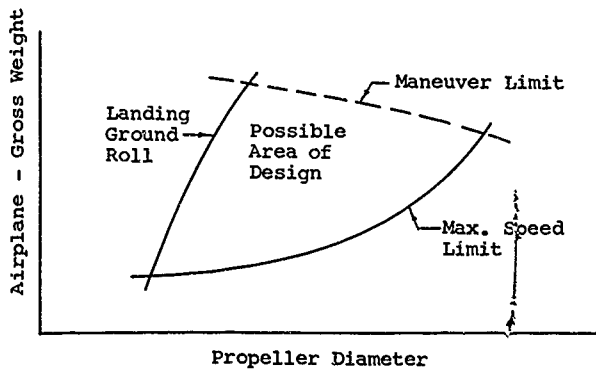 Airplane - Gross Weight
Maneuver Limit
Landing
Ground
Roll
Possible
Area of
Design
Max. Speed
Limit
Propeller Diameter